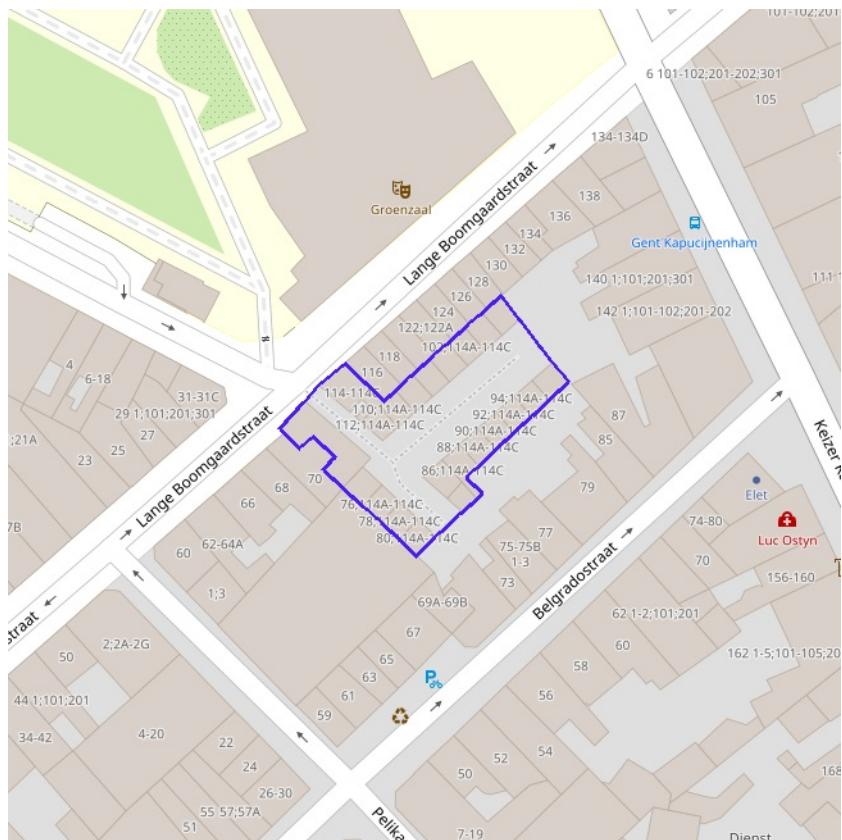 101-102;201
6 101-102;201-202;301
105
134-134D
Groenzaal
138
136
Lange Boomgaardstraat
134
132
Gent Kapucijnenham
130
128
140 1;101;201;301
111 1
126
142 1;101-102;201-202
124
122;122A
102;114A-114C
118
4
116
6-18
114-114C
31-31C
94;114A-114C
29 1;101;201;301
110;114A-114C
92;114A-114C
87
112;114A-114C
90;114A-114C
;21A
27
85
25
88;114A-114C
Keizer Ka
23
86;114A-114C
Lange Boomgaardstraat
70
68
79
Elet
66
76;114A-114C
7B
78;114A-114C
74-80
77
80;114A-114C
Luc Ostyn
62-64A
60
75-75B
1-3
70
Belgradostraat
156-160
73
1;3
69A-69B
62 1-2;101;201
straat
67
2;2A-2G
60
162 1-5;101-105;20
50
65
58
63
44 1;101;201
61
56
59
4-20
34-42
22
54
52
24
50
168
26-30
55 57;57A
51
Pelika
7-19
Dienst